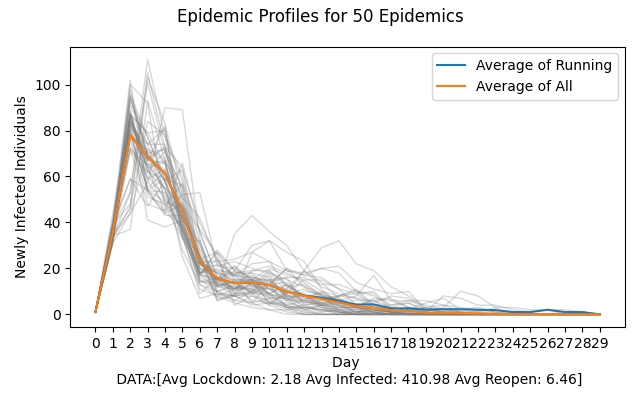 Epidemic Profiles for 50 Epidemics
Average of Running
Average of All
Newly Infected Individuals
100
80
60
40
20
0
0 1 2 3 4 5 6 7 8 9 10 11 12 13 14 15 16 17 18 19 20 21 22 23 24 25 26 27 28 29
Day
DATA:[Avg Lockdown: 2.18 Avg Infected: 410.98 Avg Reopen: 6.46]